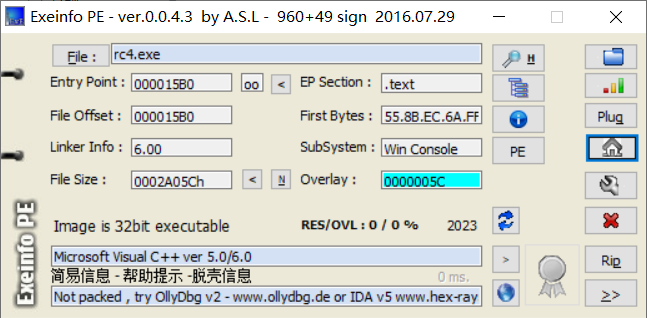 Exeinfo PE - ver.0.0.4.3 by A.S.L - 960+49 sign 2016.07.29
File : rc4.exe H
Entry Point : 000015B0 oo < EP Section : .text
File Offset : 000015B0 First Bytes : 55.8B.EC.6A.FF Plug
Linker Info : 6.00 SubSystem : Win Console PE
File Size : 0002A05Ch < N Overlay : 0000005C
Image is 32bit executable RES/OVL : 0 / 0 % 2023
Microsoft Visual C++ ver 5.0/6.0 > Rip
简易信息 - 帮助提示 -脱壳信息 0 ms.
Not packed , try OllyDbg v2 - www.ollydbg.de or IDA v5 www.hex-ray >>
Exeinfo PE